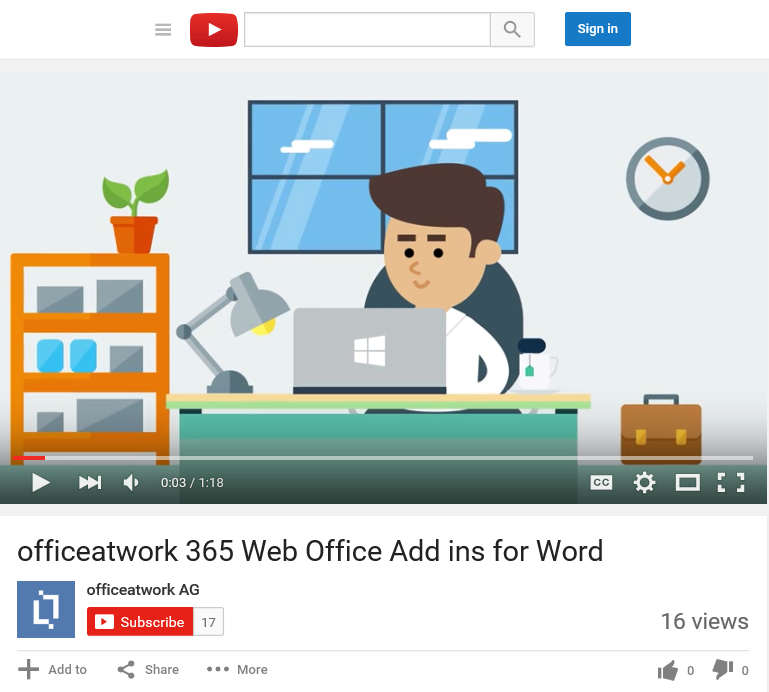 Sign in
0:03 / 1:18
CC
officeatwork 365 Web Office Add ins for Word
officeatwork AG
Subscribe 17
16 views
Add to Share More
0 0